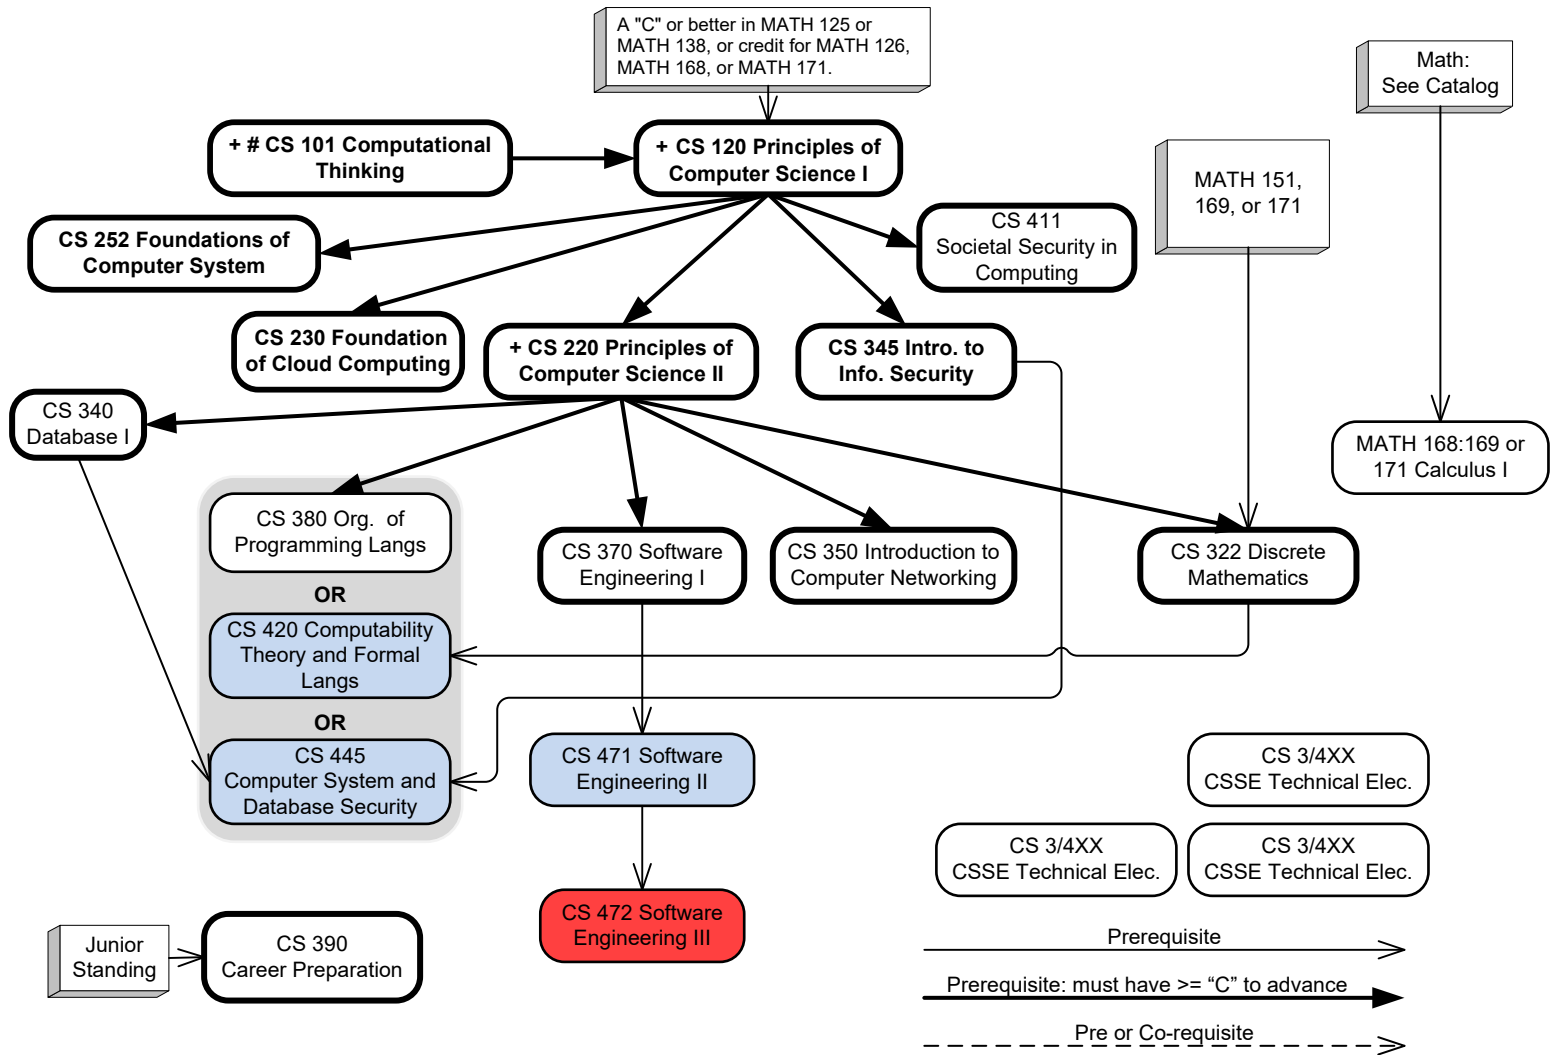 A "C" or better in MATH 125 or
MATH 138, or credit for MATH 126,
MATH 168, or MATH 171.
Math:
See Catalog
+ # CS 101 Computational
Thinking
+ CS 120 Principles of
Computer Science I
MATH 151,
169, or 171
CS 252 Foundations of
Computer System
CS 411
Societal Security in
Computing
CS 230 Foundation
of Cloud Computing
+ CS 220 Principles of
Computer Science II
CS 345 Intro. to
Info. Security
CS 340
Database I
MATH 168:169 or
171 Calculus I
CS 380 Org.  of
Programming Langs
OR
CS 420 Computability
Theory and Formal
Langs
OR
CS 445
Computer System and
Database Security
CS 370 Software
Engineering I
CS 350 Introduction to
Computer Networking
CS 322 Discrete
Mathematics
CS 471 Software
Engineering II
CS 3/4XX
CSSE Technical Elec.
CS 3/4XX
CSSE Technical Elec.
CS 3/4XX
CSSE Technical Elec.
CS 472 Software
Engineering III
Junior
Standing
CS 390
Career Preparation
Prerequisite
Prerequisite: must have >= “C” to advance
Pre or Co-requisite